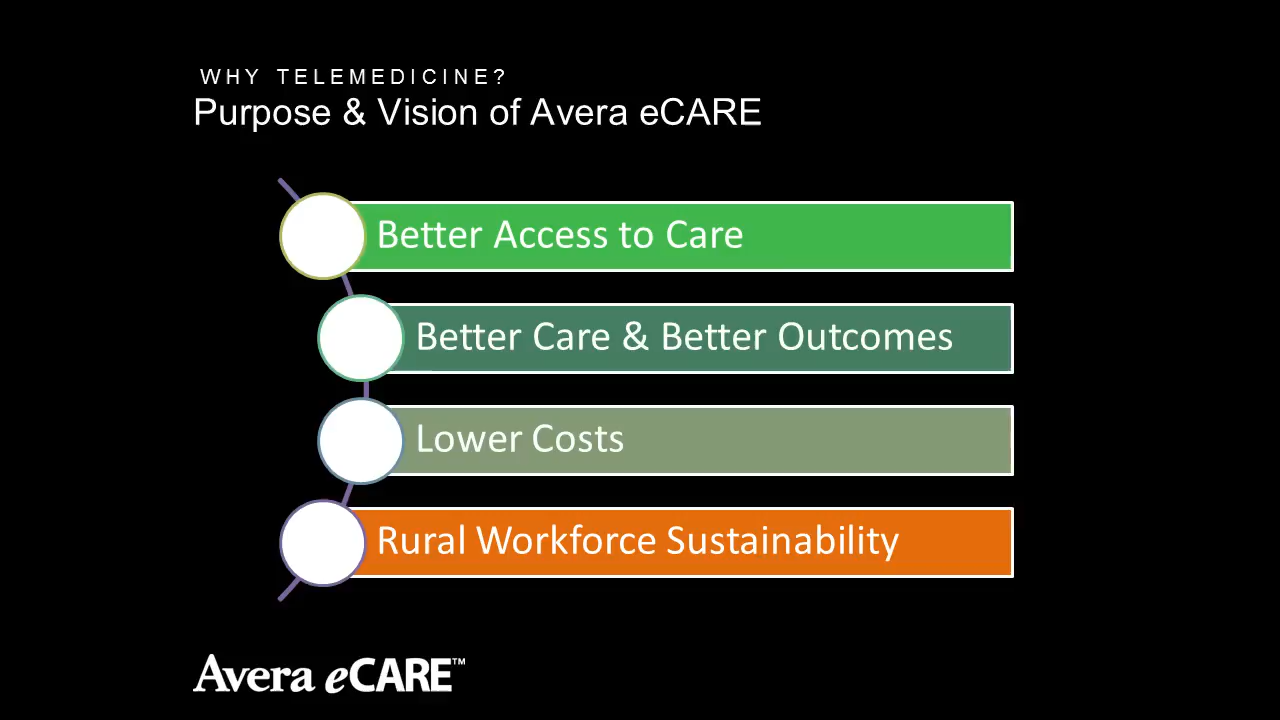 WHY TELEMEDICINE?
Purpose & Vision of Avera eCARE
Better Access to Care
Better Care & Better Outcomes
Lower Costs
Rural Workforce Sustainability
Avera eCARE™